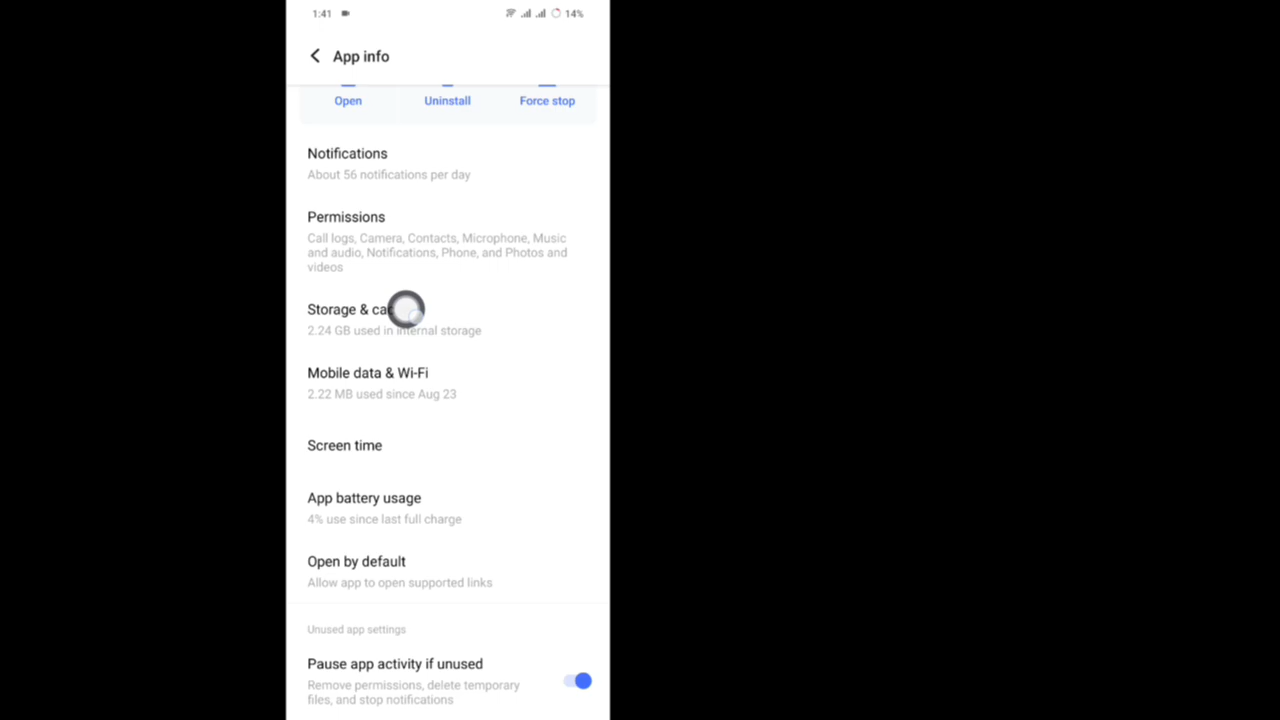 1:41
14%
App info
Open
Uninstall
Force stop
Notifications
About 56 notifications per day
Permissions
Call logs, Camera, Contacts, Microphone, Music
and audio, Notifications, Phone, and Photos and
videos
Storage & ca
2.24 GB used in internal storage
Mobile data & Wi-Fi
2.22 MB used since Aug 23
Screen time
App battery usage
4% use since last full charge
Open by default
Allow app to open supported links
Unused app settings
Pause app activity if unused
Remove permissions, delete temporary
files, and stop notifications